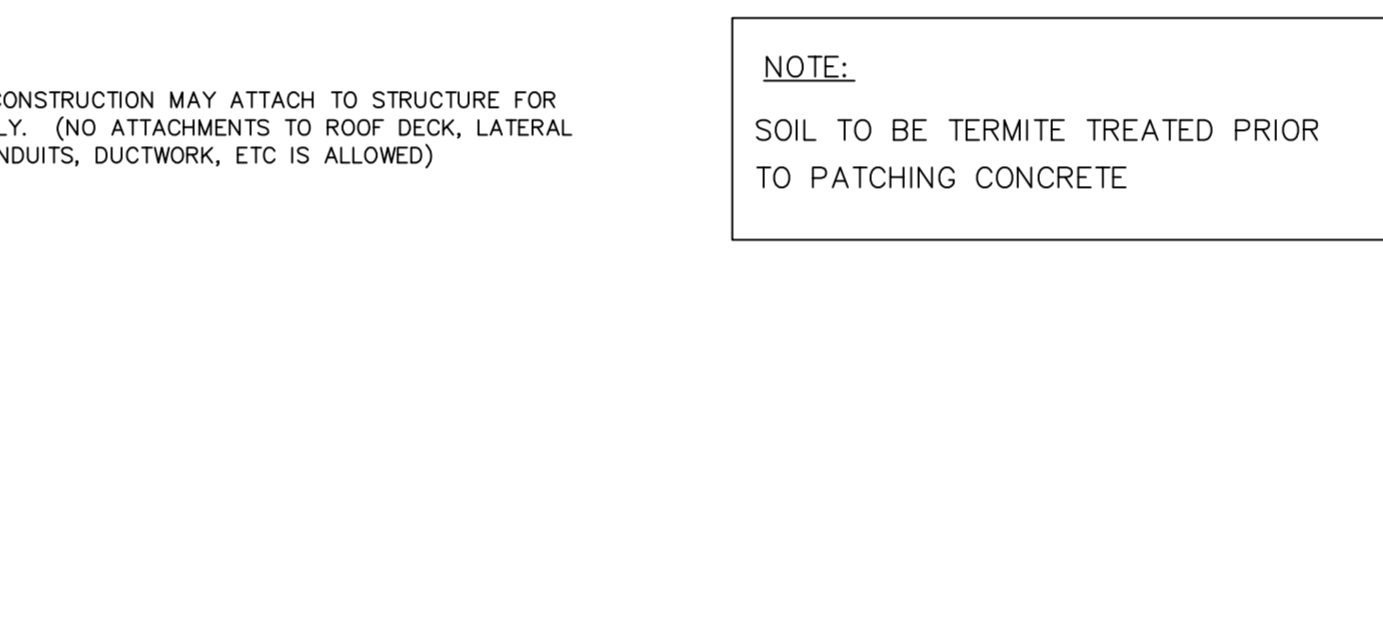 CONSTRUCTION MAY ATTACH TO STRUCTURE FOR
LY. (NO ATTACHMENTS TO ROOF DECK, LATERAL
NDUITS, DUCTWORK, ETC IS ALLOWED)
NOTE:
SOIL TO BE TERMITE TREATED PRIOR
TO PATCHING CONCRETE